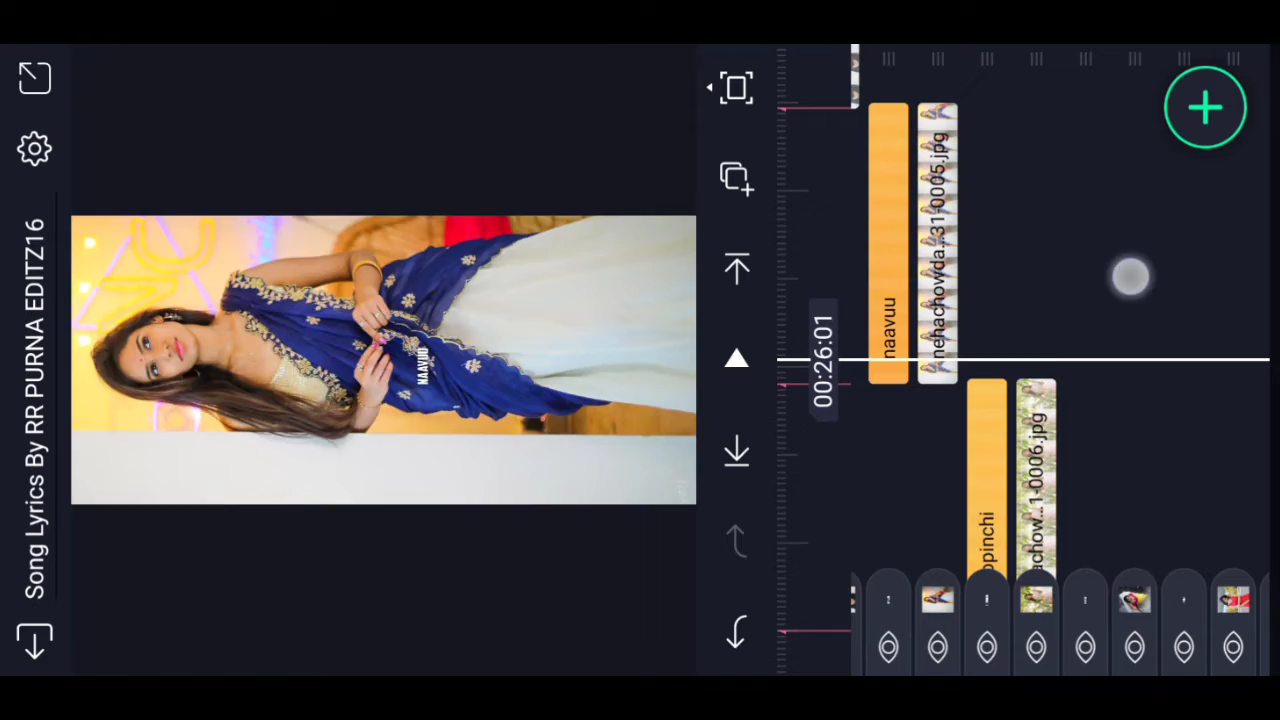 Song Lyrics By RR PURNA EDITZ16
NAAVUU
00:26:01
naavuu
nehachowda..31-0005.jpg
opinchi
achow..1-0006.jpg